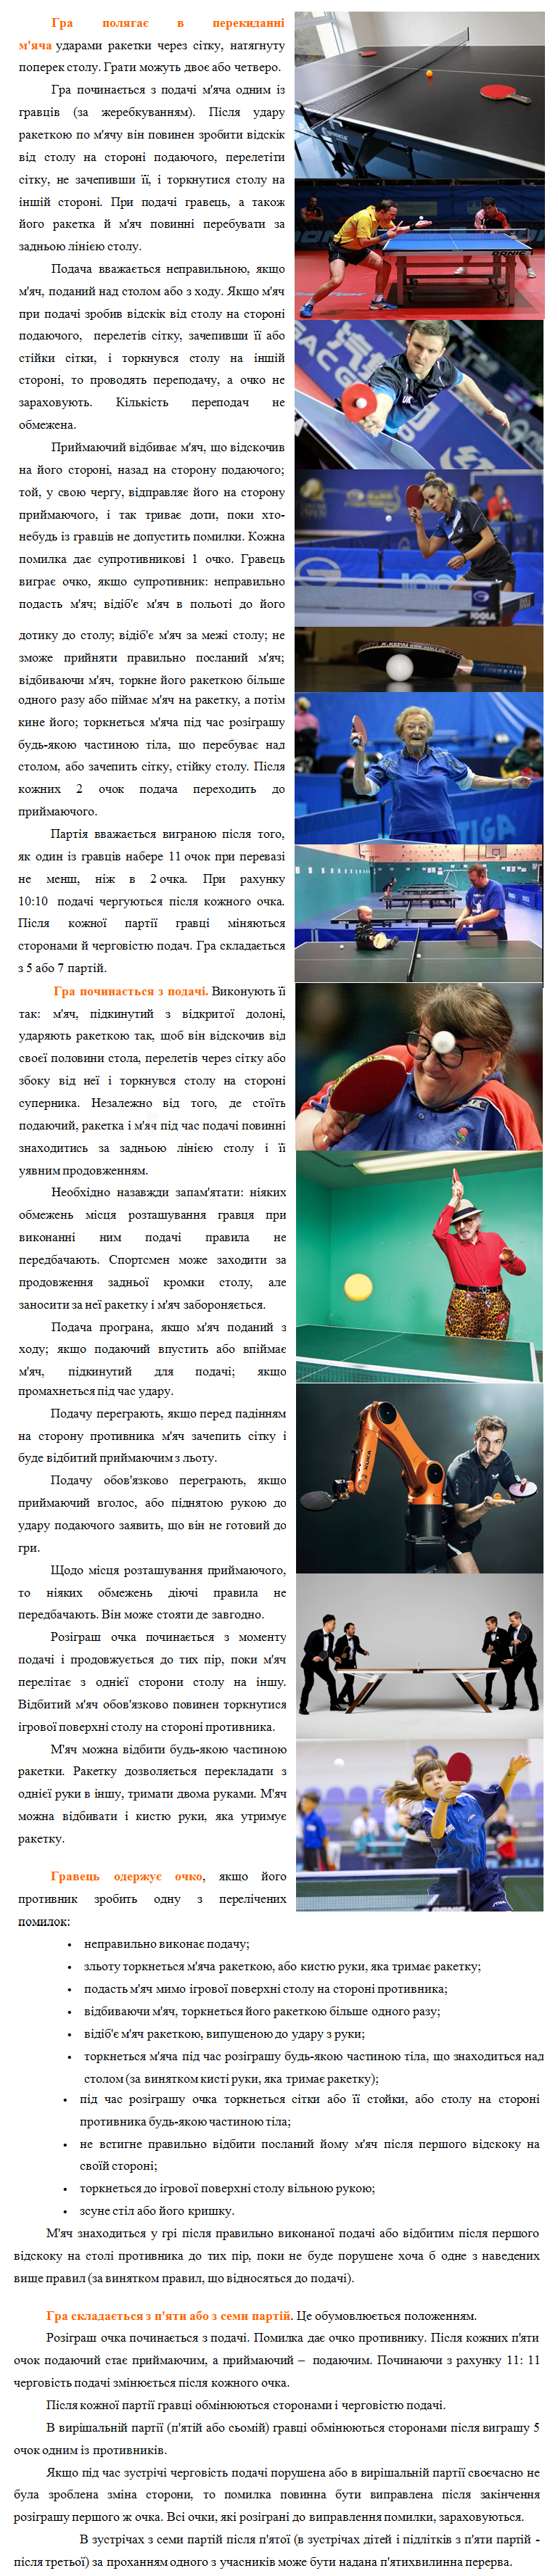 Гра полягає в перекиданні
м'яча ударами ракетки через сітку, натягнуту
поперек столу. Грати можуть двоє або четверо.
Гра починається з подачі м'яча одним із
гравців (за жеребкуванням). Після удару
ракеткою по м'ячу він повинен зробити відскік
від столу на стороні подаючого, перелетіти
сітку, не зачепивши її, і торкнутися столу на
іншій стороні. При подачі гравець, а також
його ракетка й м'яч повинні перебувати за
задньою лінією столу.
Подача вважається неправильною, якщо
м'яч, поданий над столом або з ходу. Якщо м'яч
при подачі зробив відскік від столу на стороні
подаючого, перелетів сітку, зачепивши її або
стійки сітки, і торкнувся столу на іншій
стороні, то проводять переподачу, а очко не
зараховують. Кількість переподач не
обмежена.
Приймаючий відбиває м'яч, що відскочив
на його стороні, назад на сторону подаючого;
той, у свою чергу, відправляє його на сторону
приймаючого, і так триває доти, поки хто-
небудь із гравців не допустить помилки. Кожна
помилка дає супротивникові 1 очко. Гравець
виграє очко, якщо супротивник: неправильно
подасть м'яч; відіб'є м'яч в польоті до його
дотику до столу; відіб'є м'яч за межі столу; не
зможе прийняти правильно посланий м'яч;
відбиваючи м'яч, торкне його ракеткою більше
одного разу або піймає м'яч на ракетку, а потім
кине його; торкнеться м'яча під час розіграшу
будь-якою частиною тіла, що перебуває над
столом, або зачепить сітку, стійку столу. Після
кожних 2 очок подача переходить до
приймаючого.
Партія вважається виграною після того,
як один із гравців набере 11 очок при перевазі
не менш, ніж в 2 очка. При рахунку
10:10 подачі чергуються після кожного очка.
Після кожної партії гравці міняються
сторонами й черговістю подач. Гра складається
з 5 або 7 партій.
Гра починається з подачі. Виконують її
так: м'яч, підкинутий з відкритої долоні,
ударяють ракеткою так, щоб він відскочив від
своєї половини стола, перелетів через сітку або
збоку від неї і торкнувся столу на стороні
суперника. Незалежно від того, де стоїть
подаючий, ракетка і м'яч під час подачі повинні
знаходитись за задньою лінією столу і її
уявним продовженням.
Необхідно назавжди запам'ятати: ніяких
обмежень місця розташування гравця при
виконанні ним подачі правила не
передбачають. Спортсмен може заходити за
продовження задньої кромки столу, але
заносити за неї ракетку і м'яч забороняється.
Подача програна, якщо м'яч поданий з
ходу; якщо подаючий впустить або впіймає
м'яч, підкинутий для подачі; якщо
промахнеться під час удару.
Подачу переграють, якщо перед падінням
на сторону противника м'яч зачепить сітку і
буде відбитий приймаючим з льоту.
Подачу обов'язково переграють, якщо
приймаючий вголос, або піднятою рукою до
удару подаючого заявить, що він не готовий до
гри.
Щодо місця розташування приймаючого,
то ніяких обмежень діючі правила не
передбачають. Він може стояти де завгодно.
Розіграш очка починається з моменту
подачі і продовжується до тих пір, поки м'яч
перелітає з однієї сторони столу на іншу.
Відбитий м'яч обов'язково повинен торкнутися
ігрової поверхні столу на стороні противника.
М'яч можна відбити будь-якою частиною
ракетки. Ракетку дозволяється перекладати з
однієї руки в іншу, тримати двома руками. М'яч
можна відбивати і кистю руки, яка утримує
ракетку.
Гравець одержує очко, якщо його
противник зробить одну з перелічених
помилок:
• неправильно виконає подачу;
• зльоту торкнеться м'яча ракеткою, або кистю руки, яка тримає ракетку;
• подасть м'яч мимо ігрової поверхні столу на стороні противника;
• відбиваючи м'яч, торкнеться його ракеткою більше одного разу;
• відіб'є м'яч ракеткою, випущеною до удару з руки;
• торкнеться м'яча під час розіграшу будь-якою частиною тіла, що знаходиться над
столом (за винятком кисті руки, яка тримає ракетку);
• під час розіграшу очка торкнеться сітки або її стойки, або столу на стороні
противника будь-якою частиною тіла;
• не встигне правильно відбити посланий йому м'яч після першого відскоку на
своїй стороні;
• торкнеться до ігрової поверхні столу вільною рукою;
• зсуне стіл або його кришку.
М'яч знаходиться у грі після правильно виконаної подачі або відбитим після першого
відскоку на столі противника до тих пір, поки не буде порушене хоча б одне з наведених
вище правил (за винятком правил, що відносяться до подачі).
Гра складається з п'яти або з семи партій. Це обумовлюється положенням.
Розіграш очка починається з подачі. Помилка дає очко противнику. Після кожних п'яти
очок подаючий стає приймаючим, а приймаючий – подаючим. Починаючи з рахунку 11: 11
черговість подачі змінюється після кожного очка.
Після кожної партії гравці обмінюються сторонами і черговістю подачі.
В вирішальній партії (п'ятій або сьомій) гравці обмінюються сторонами після виграшу 5
очок одним із противників.
Якщо під час зустрічі черговість подачі порушена або в вирішальній партії своєчасно не
була зроблена зміна сторони, то помилка повинна бути виправлена після закінчення
розіграшу першого ж очка. Всі очки, які розіграні до виправлення помилки, зараховуються.
В зустрічах з семи партій після п'ятої (в зустрічах дітей і підлітків з п'яти партій -
після третьої) за проханням одного з учасників може бути надана п'ятихвилинна перерва.
DONIC
JOOLA
TIGA
KUKA